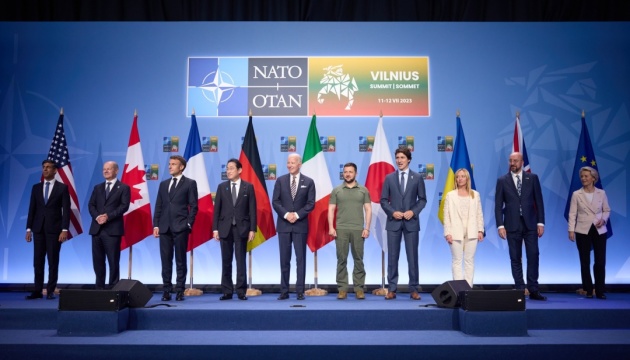 NATO
OTAN
VILNIUS
SUMMIT | SOMMET
11-12 VII 2023